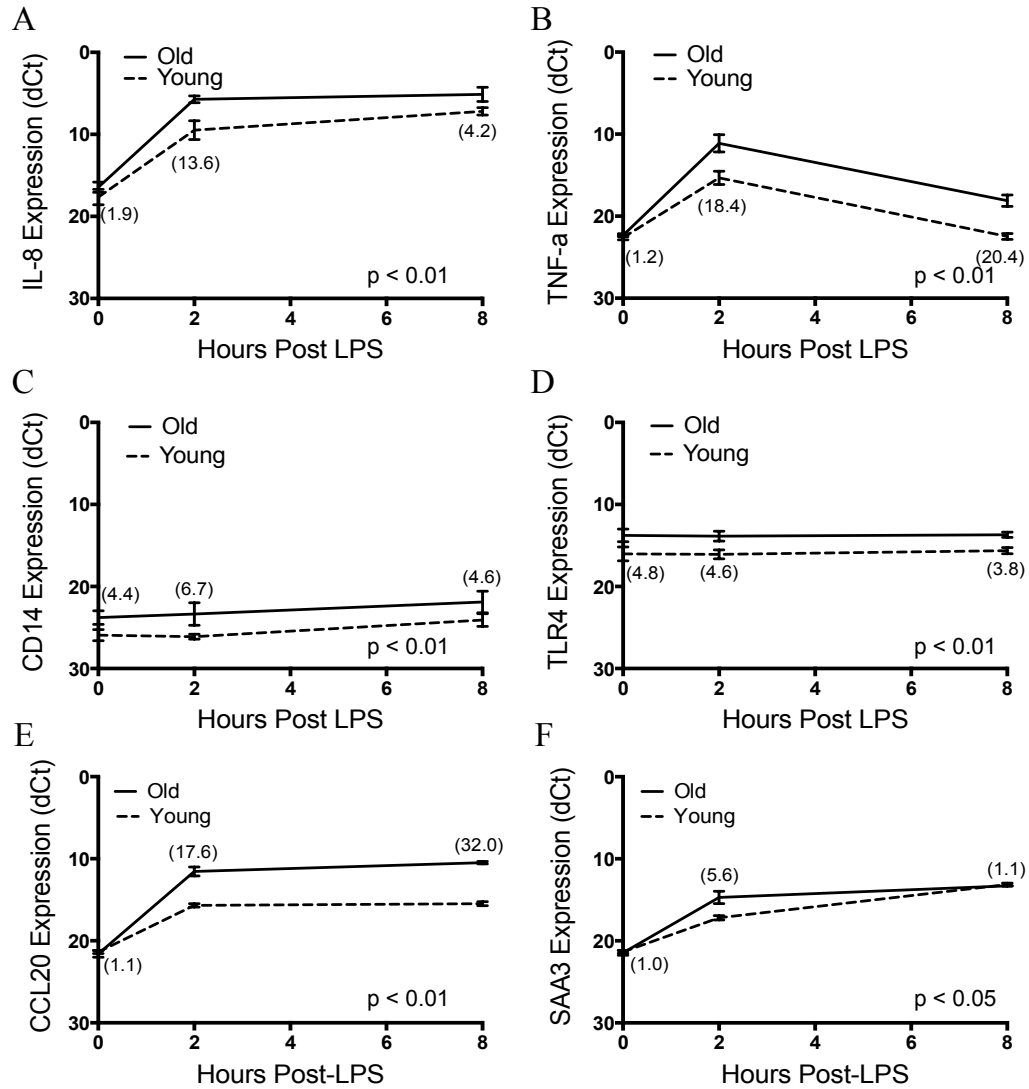 A
IL-8 Expression (dCt)
0
10
20
30
Old
Young
(1.9)
(13.6)
(4.2)
p < 0.01
0 2 4 6 8
Hours Post LPS
B
TNF-a Expression (dCt)
0
10
20
30
Old
Young
(1.2)
(18.4)
(20.4)
p < 0.01
0 2 4 6 8
Hours Post LPS
C
CD14 Expression (dCt)
0
10
20
30
Old
Young
(4.4)
(6.7)
(4.6)
p < 0.01
0 2 4 6 8
Hours Post LPS
D
TLR4 Expression (dCt)
0
10
20
30
Old
Young
(4.8)
(4.6)
(3.8)
p < 0.01
0 2 4 6 8
Hours Post LPS
E
CCL20 Expression (dCt)
0
10
20
30
Old
Young
(1.1)
(17.6)
(32.0)
p < 0.01
0 2 4 6 8
Hours Post-LPS
F
SAA3 Expression (dCt)
0
10
20
30
Old
Young
(1.0)
(5.6)
(1.1)
p < 0.05
0 2 4 6 8
Hours Post-LPS